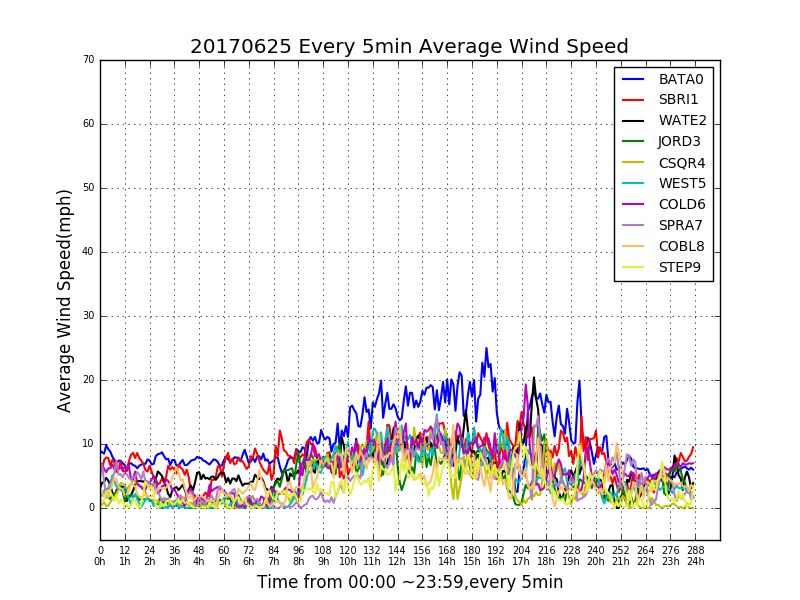 20170625 Every 5min Average Wind Speed
70
60
50
40
30
20
10
0
Average Wind Speed(mph)
BATA0
SBRI1
WATE2
JORD3
CSQR4
WEST5
COLD6
SPRA7
COBL8
STEP9
0 12 24 36 48 60 72 84 96 108 120 132 144 156 168 180 192 204 216 228 240 252 264 276 288
0h 1h 2h 3h 4h 5h 6h 7h 8h 9h 10h 11h 12h 13h 14h 15h 16h 17h 18h 19h 20h 21h 22h 23h 24h
Time from 00:00 ~23:59,every 5min